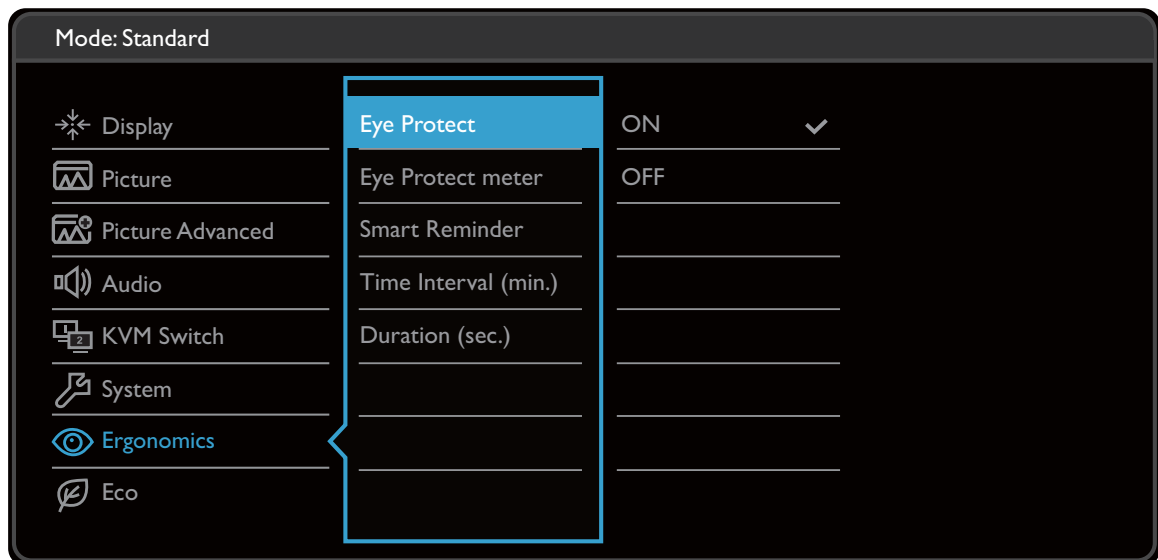 Mode: Standard
Display
Picture
Picture Advanced
Audio
KVM Switch
2
System
Ergonomics
Eco
Eye Protect
Eye Protect meter
Smart Reminder
Time Interval (min.)
Duration (sec.)
ON
OFF